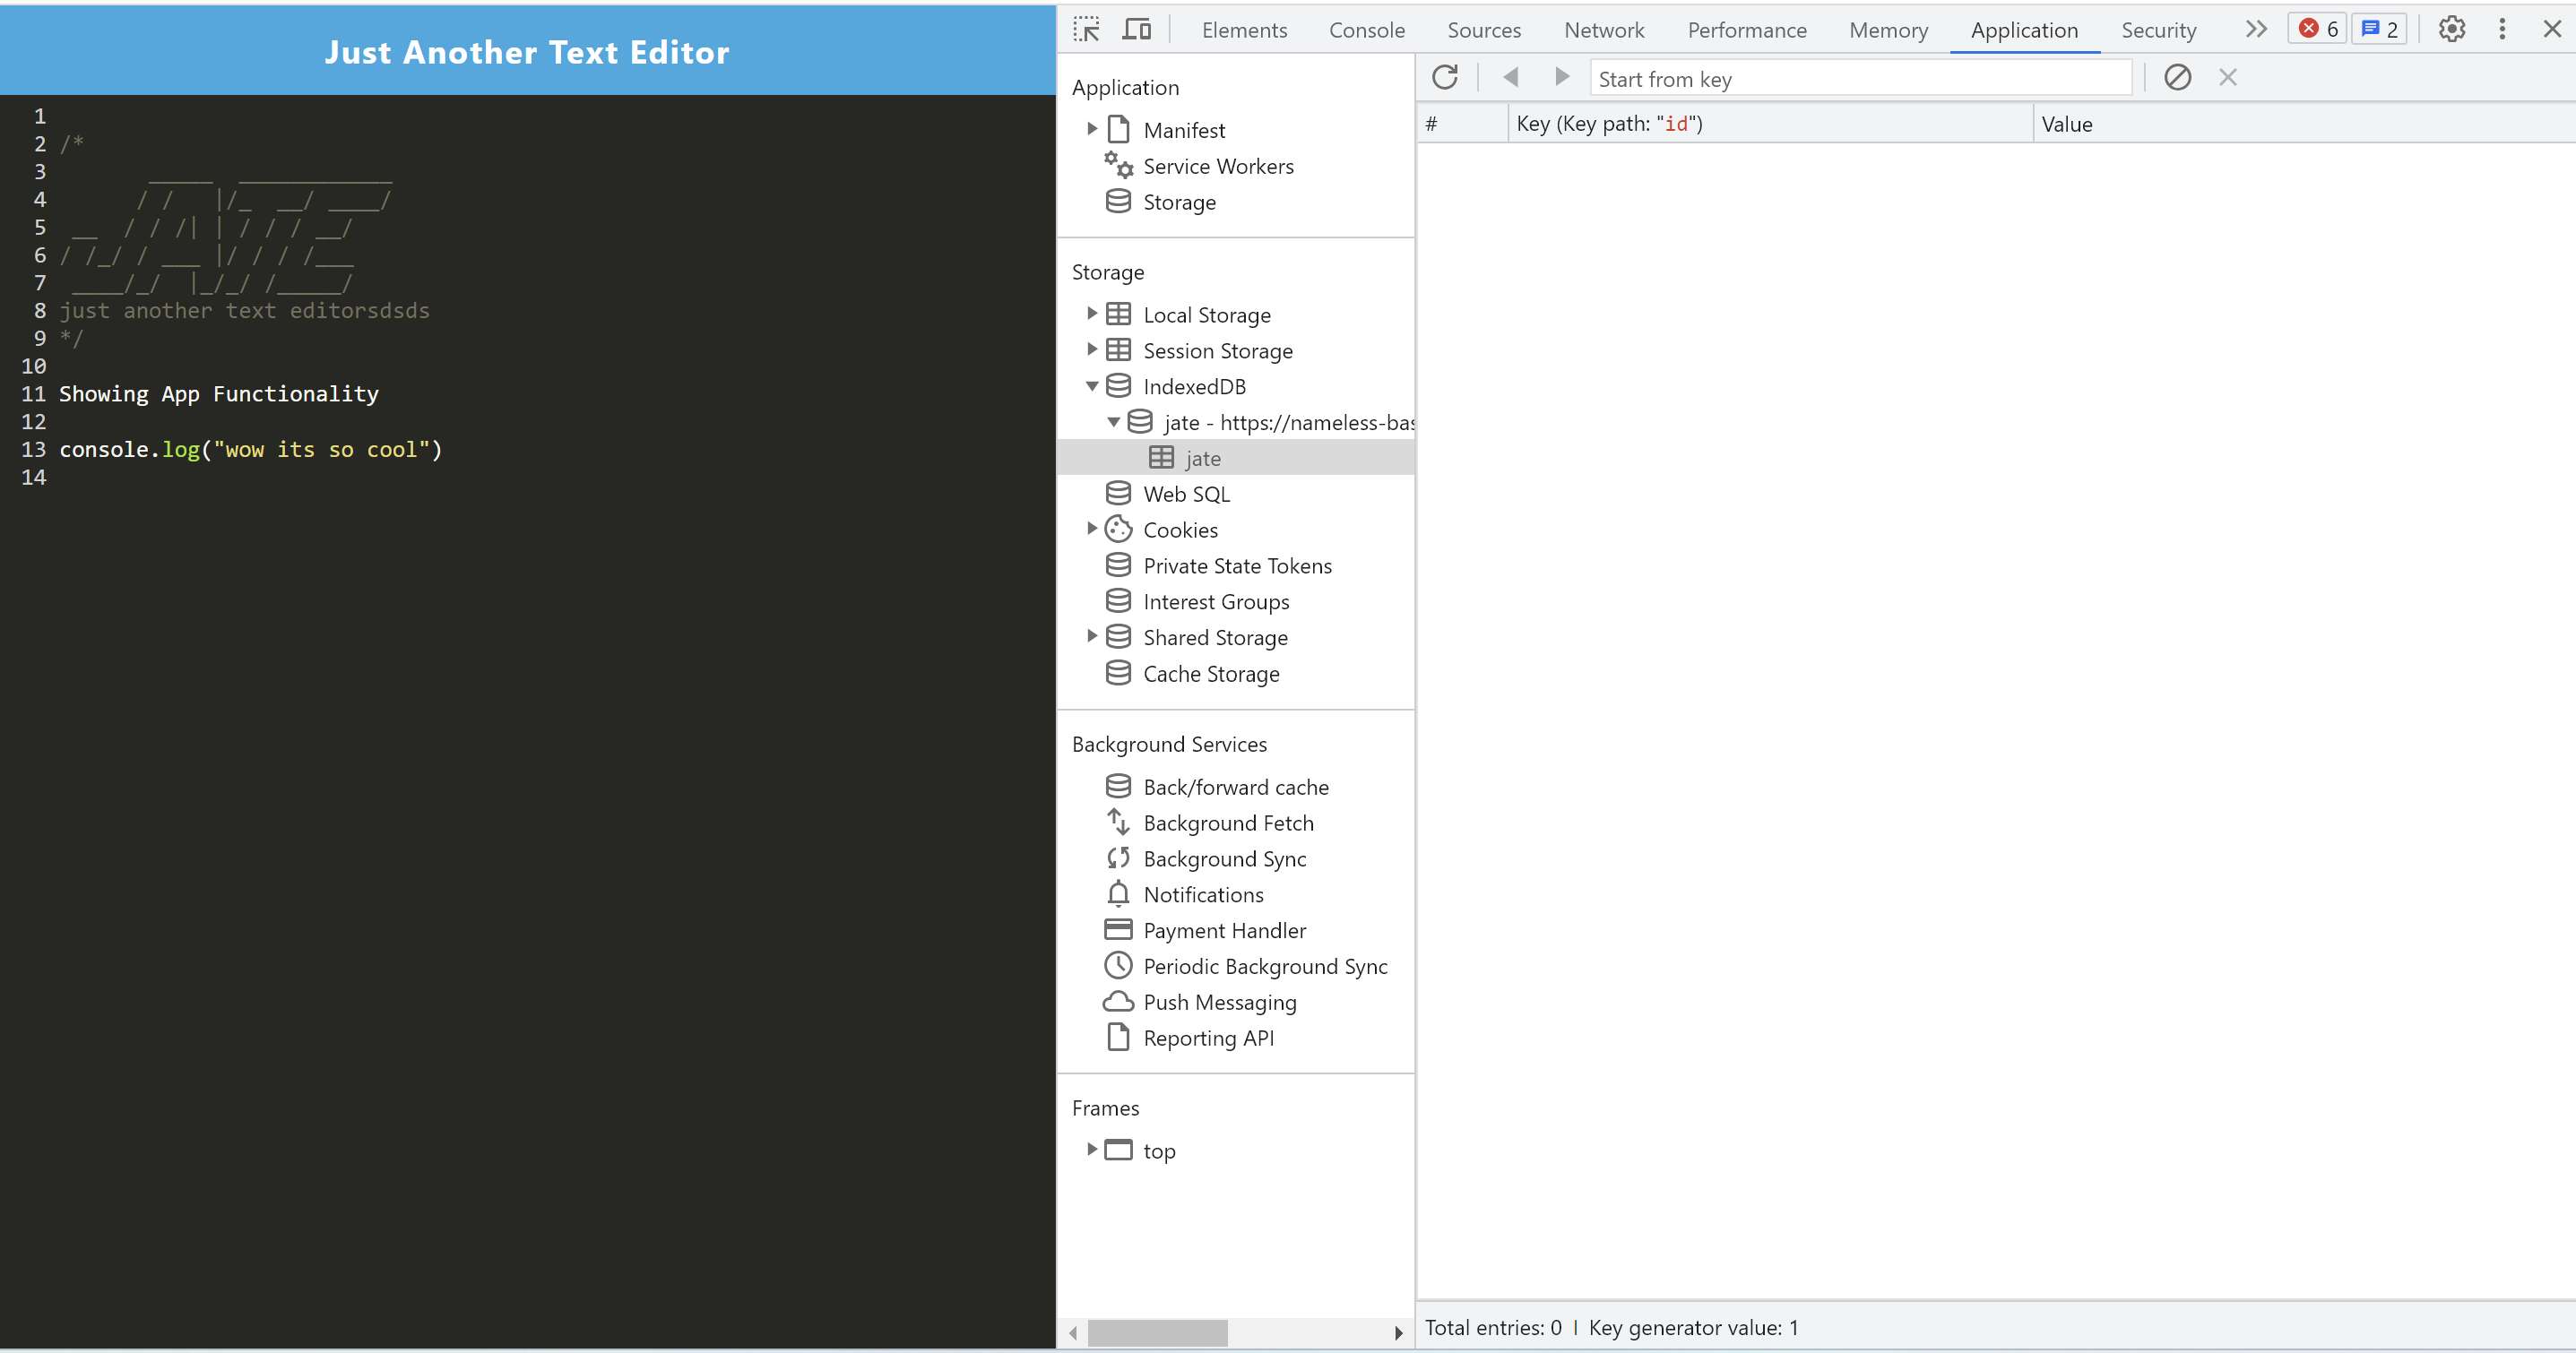 Just Another Text Editor
1
2 /*
3        _____  ____________
4       / /   |/_  __/ ____/
5  __  / / /| | / / / __/
6 / /_/ / ___ |/ / / /___
7  ____/_/  |_/_/ /_____/
8 just another text editorsdsds
9 */
10
11 Showing App Functionality
12
13 console.log("wow its so cool")
14
Elements Console Sources Network Performance Memory Application Security 6 2
Application
Manifest
Service Workers
Storage
Storage
Local Storage
Session Storage
IndexedDB
jate - https://nameless-bas
jate
Web SQL
Cookies
Private State Tokens
Interest Groups
Shared Storage
Cache Storage
Background Services
Back/forward cache
Background Fetch
Background Sync
Notifications
Payment Handler
Periodic Background Sync
Push Messaging
Reporting API
Frames
top
Start from key
# Key (Key path: "id") Value
Total entries: 0 Key generator value: 1